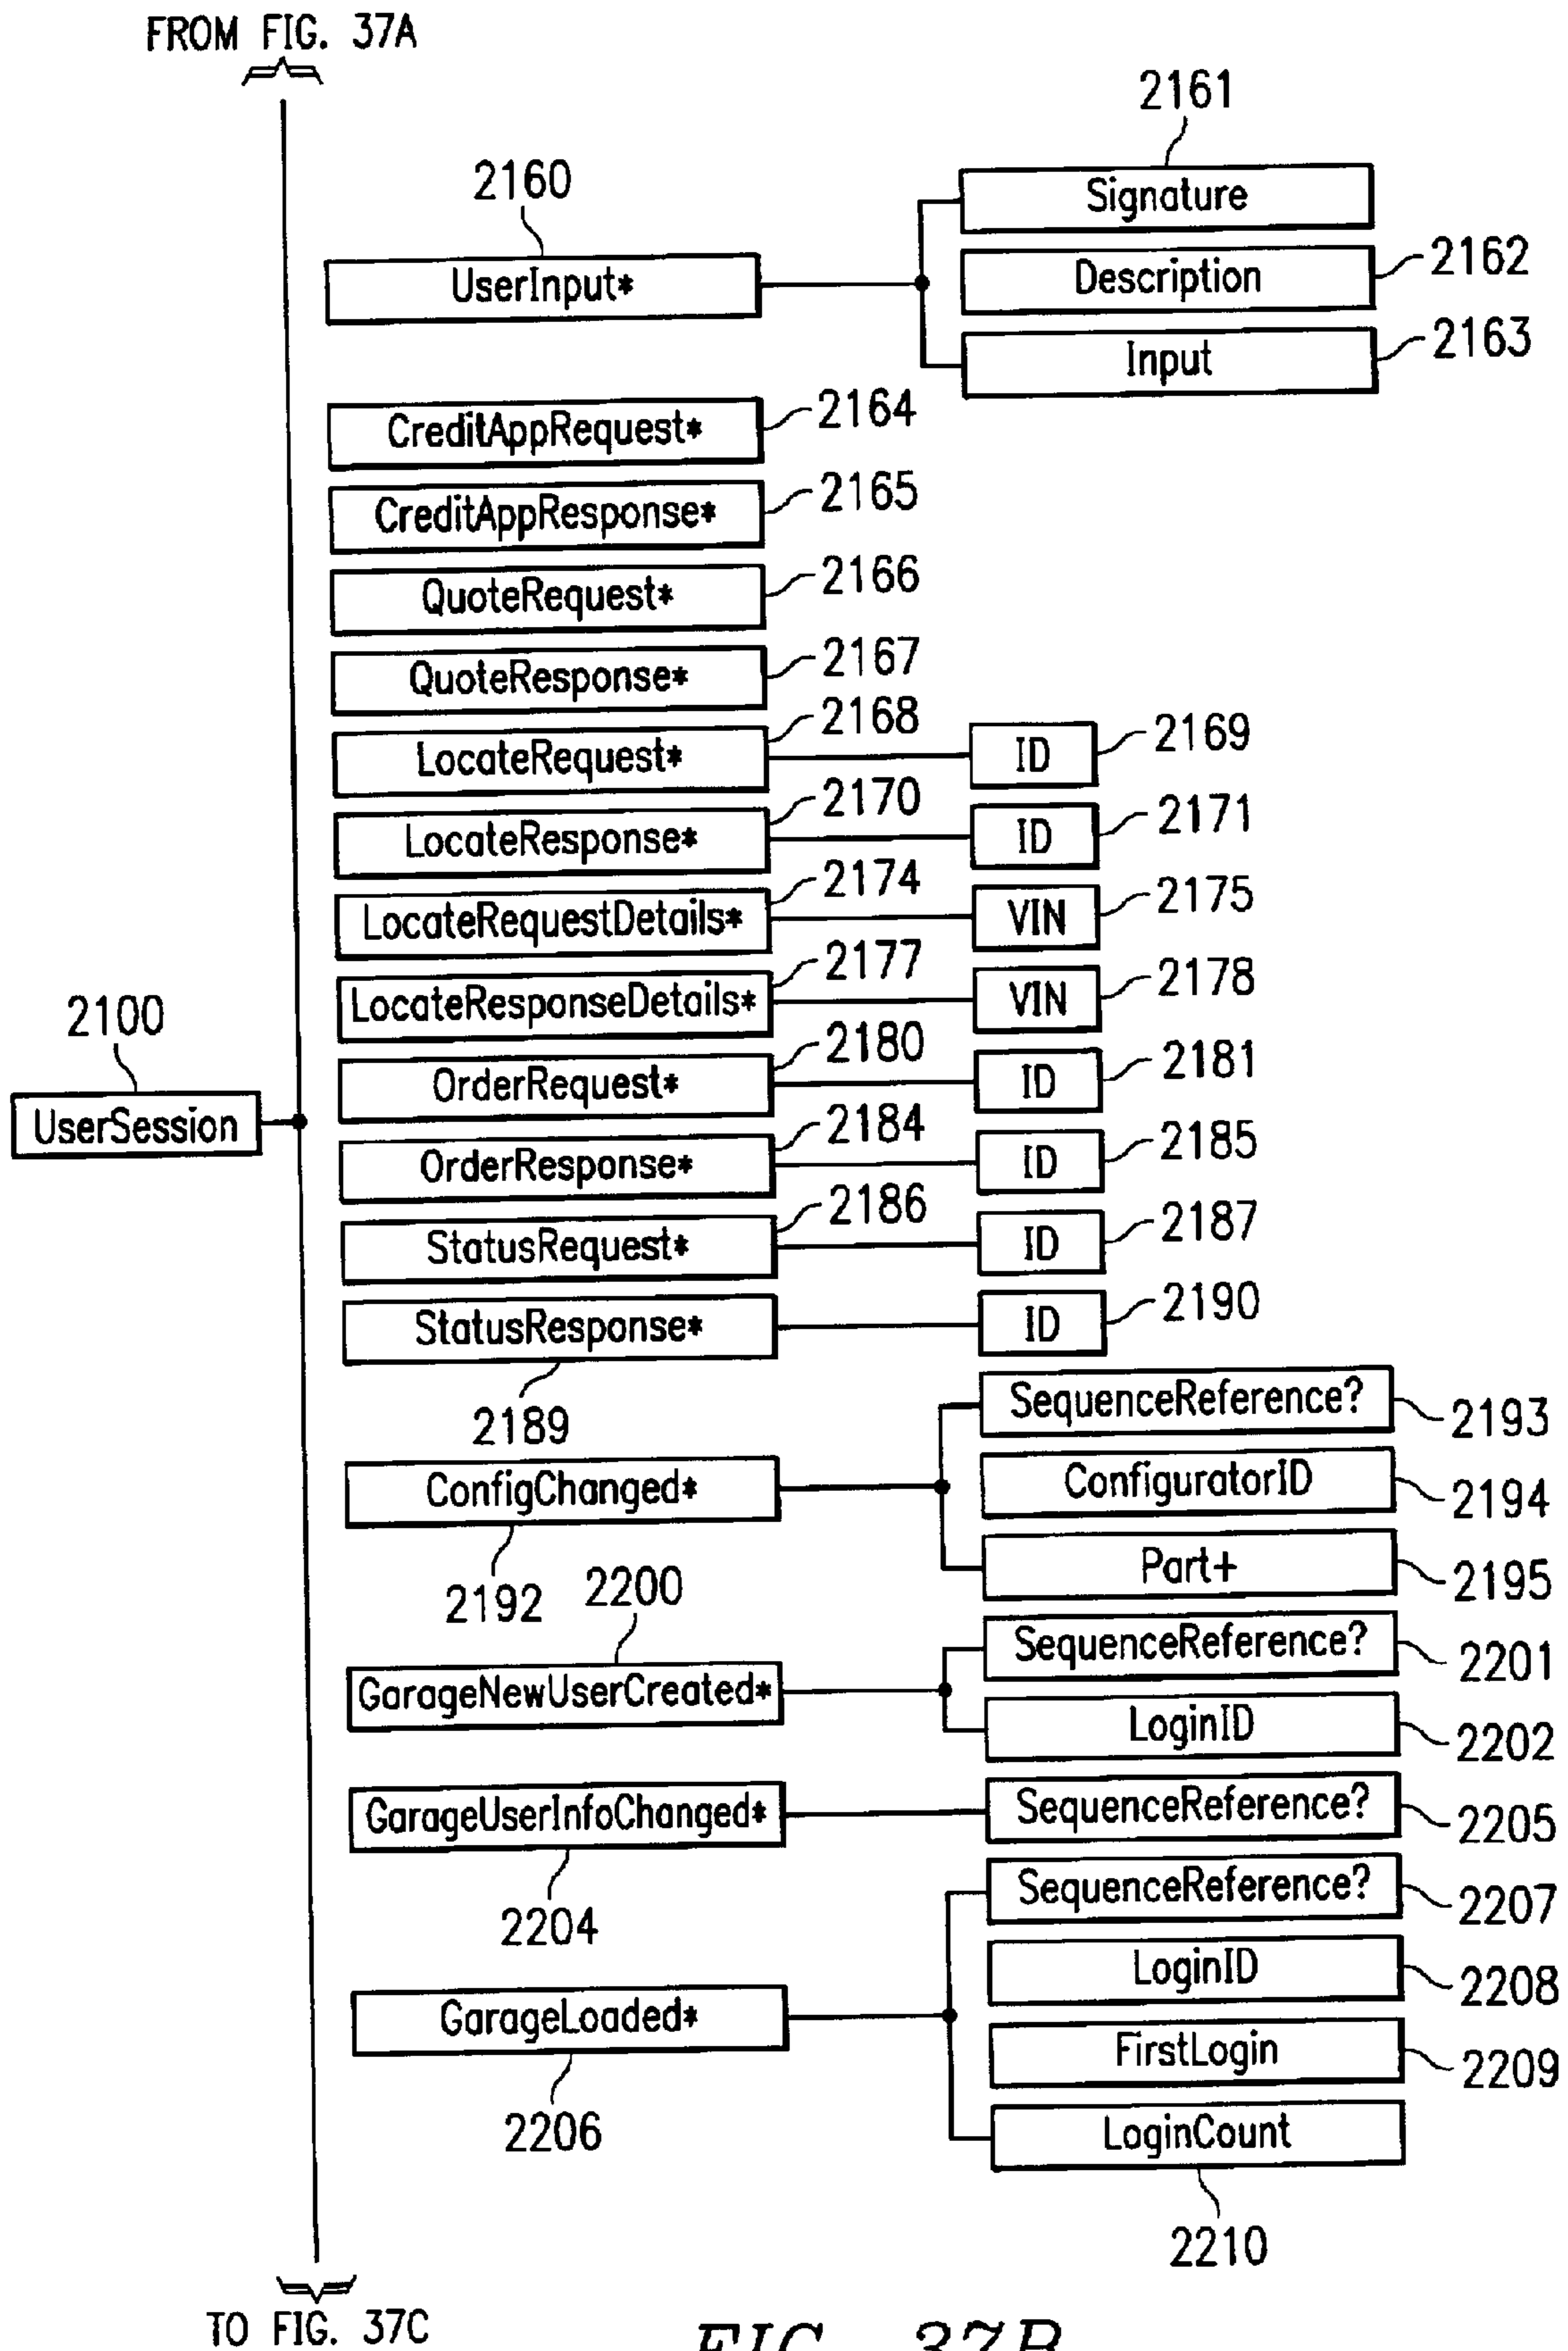 FROM FIG. 37A
2161
Signature
2160
UserInput*
Description
2162
Input
2163
CreditAppRequest*
2164
CreditAppResponse*
2165
QuoteRequest*
2166
QuoteResponse*
2167
LocateRequest*
2168
ID
2169
LocateResponse*
2170
ID
2171
LocateRequestDetails*
2174
VIN
2175
LocateResponseDetails*
2177
VIN
2178
2100
UserSession
OrderRequest*
2180
ID
2181
OrderResponse*
2184
ID
2185
StatusRequest*
2186
ID
2187
StatusResponse*
2189
ID
2190
SequenceReference?
2193
ConfigChanged*
2192
ConfiguratorID
2194
Part+
2195
2200
GarageNewUserCreated*
SequenceReference?
2201
LoginID
2202
GarageUserInfoChanged*
2204
SequenceReference?
2205
SequenceReference?
2207
LoginID
2208
GarageLoaded*
2206
FirstLogin
2209
LoginCount
2210
TO FIG. 37C
FIG. 37B